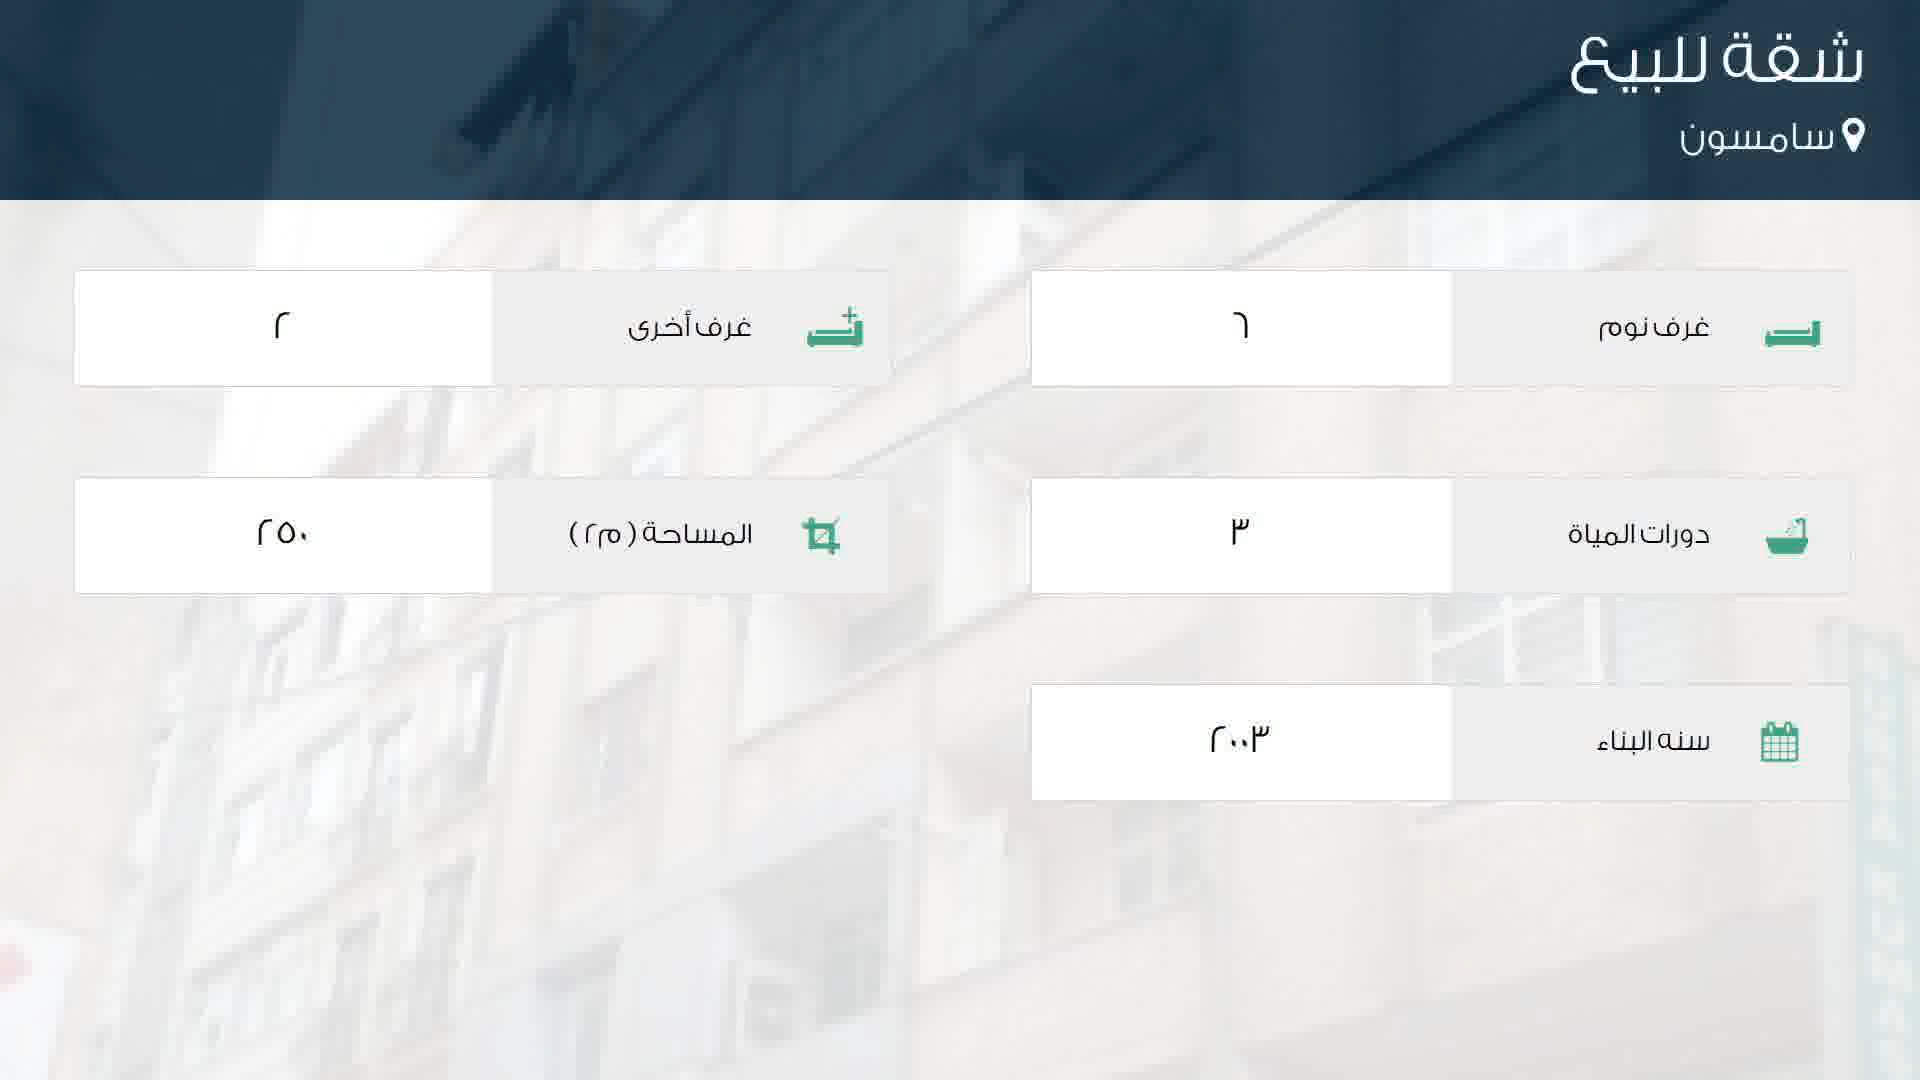 شقة للبيع
سامسون
غرف نوم ٦
غرف أخرى ٢
دورات المياة ٣
المساحة ( م٢ ) ٢٥٠
سنه البناء ٢٠٠٣